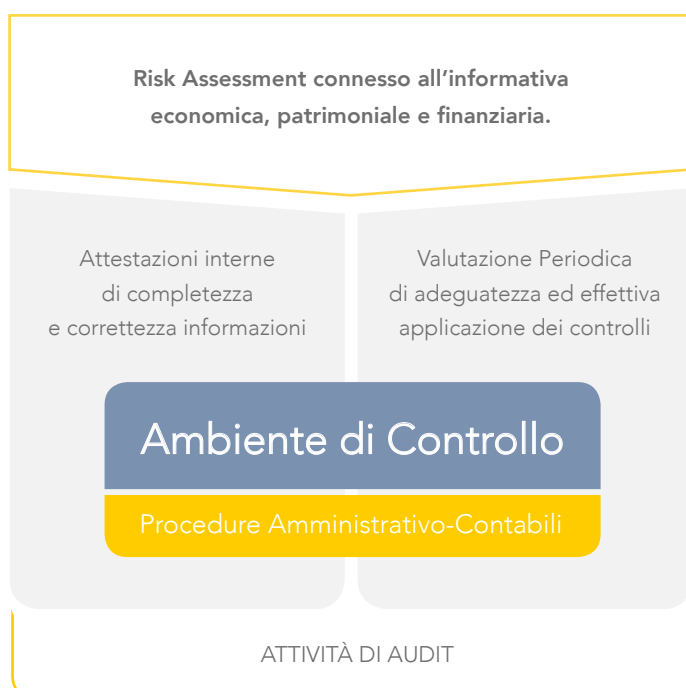 Risk Assessment connesso all’informativa
economica, patrimoniale e finanziaria.
Attestazioni interne
di completezza
e correttezza informazioni
Valutazione Periodica
di adeguatezza ed effettiva
applicazione dei controlli
Ambiente di Controllo
Procedure Amministrativo-Contabili
ATTIVITÀ DI AUDIT